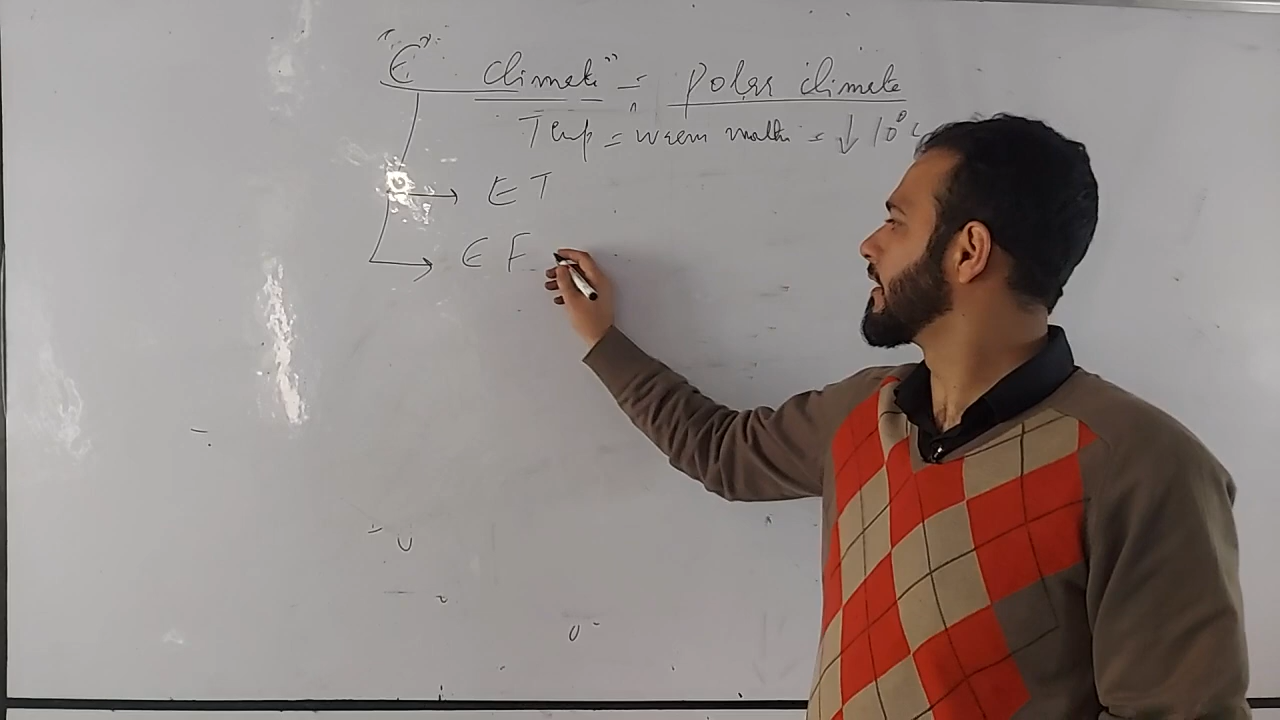 "E" climate" = polar climate
Temp = warm month = ↓ 10°c
→ ET
→ EF